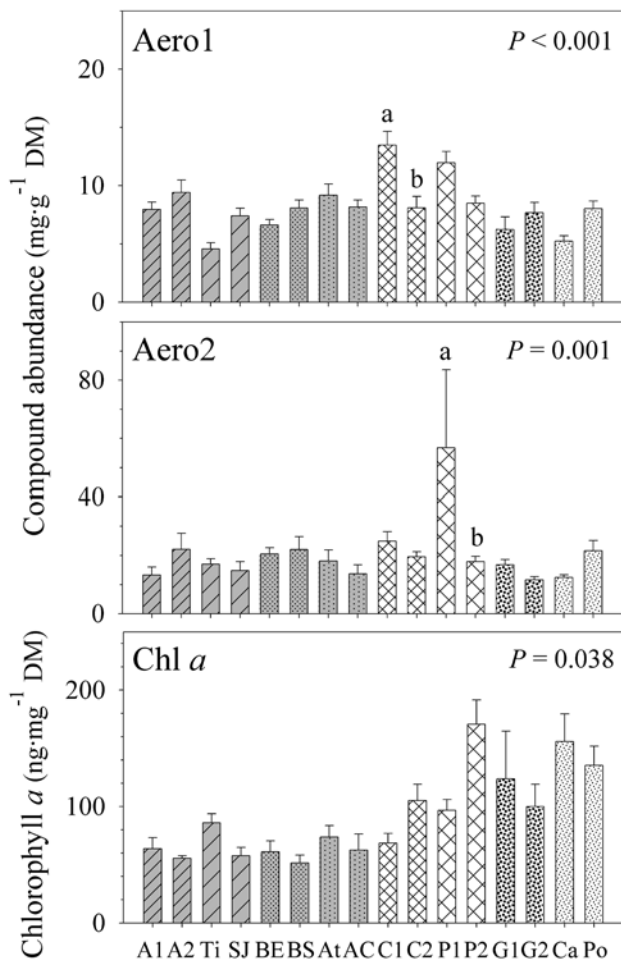 Aero1
P < 0.001
20
a
b
10
0
Compound abundance (mg·g⁻¹ DM)
Aero2
P = 0.001
80
a
40
b
0
Chl a
P = 0.038
200
100
0
Chlorophyll a (ng·mg⁻¹ DM)
A1 A2 Ti SJ BE BS At AC C1 C2 P1 P2 G1 G2 Ca Po